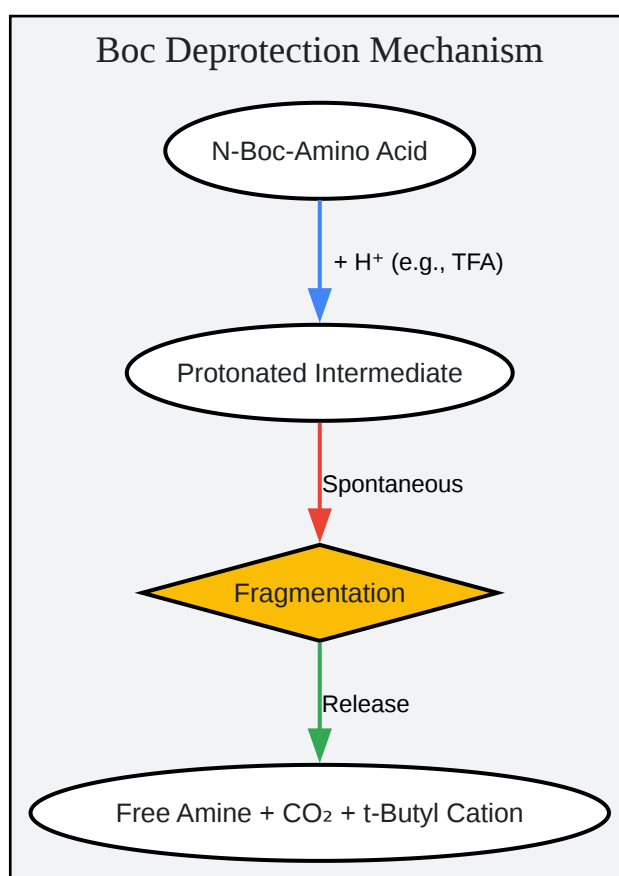 Boc Deprotection Mechanism
N-Boc-Amino Acid
+ H⁺ (e.g., TFA)
Protonated Intermediate
Spontaneous
Fragmentation
Release
Free Amine + CO₂ + t-Butyl Cation